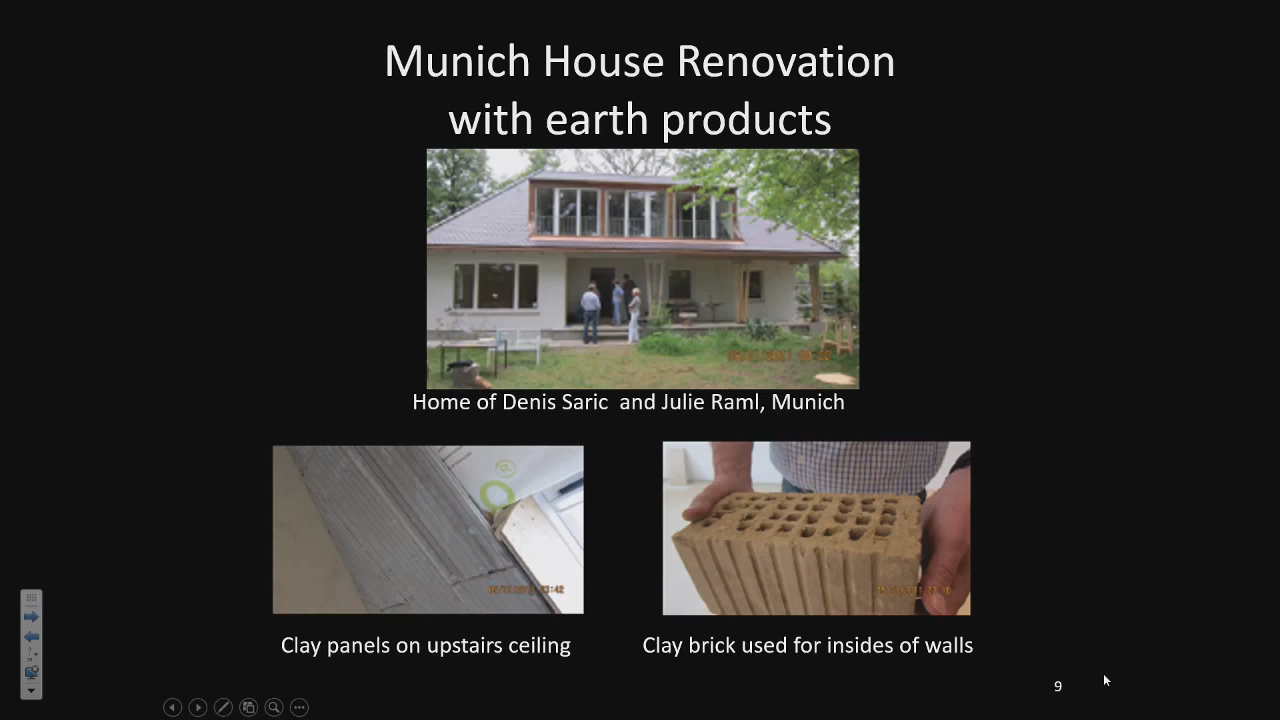 Munich House Renovation
with earth products
Home of Denis Saric and Julie Raml, Munich
Clay panels on upstairs ceiling
Clay brick used for insides of walls
9